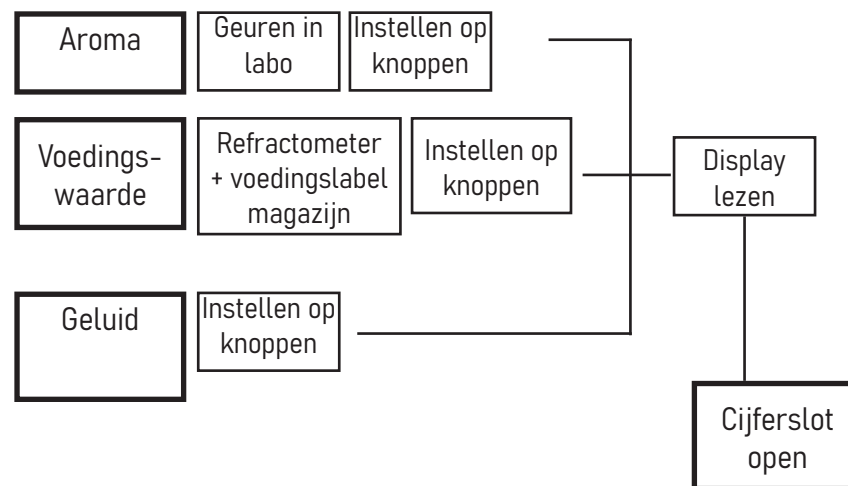 Aroma
Geuren in
labo
Instellen op
knoppen
Voedings-
waarde
Refractometer
+ voedingslabel
magazijn
Instellen op
knoppen
Display
lezen
Geluid
Instellen op
knoppen
Cijferslot
open